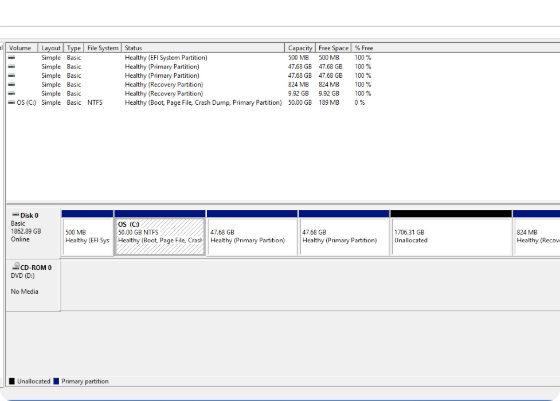 Volume Layout Type File System Status Capacity Free Space % Free
Simple Basic Healthy (EFI System Partition) 500 MB 500 MB 100 %
Simple Basic Healthy (Primary Partition) 47.68 GB 47.68 GB 100 %
Simple Basic Healthy (Primary Partition) 47.68 GB 47.68 GB 100 %
Simple Basic Healthy (Recovery Partition) 824 MB 824 MB 100 %
Simple Basic Healthy (Recovery Partition) 9.92 GB 9.92 GB 100 %
OS (C:) Simple Basic NTFS Healthy (Boot, Page File, Crash Dump, Primary Partition) 50.00 GB 189 MB 0 %
Disk 0
Basic
1862.89 GB
Online
500 MB
Healthy (EFI Sys
OS (C:)
50.00 GB NTFS
Healthy (Boot, Page File, Crash
47.68 GB
Healthy (Primary Partition)
47.68 GB
Healthy (Primary Partition)
1706.31 GB
Unallocated
824 MB
Healthy (Recov
CD-ROM 0
DVD (D:)
No Media
Unallocated Primary partition